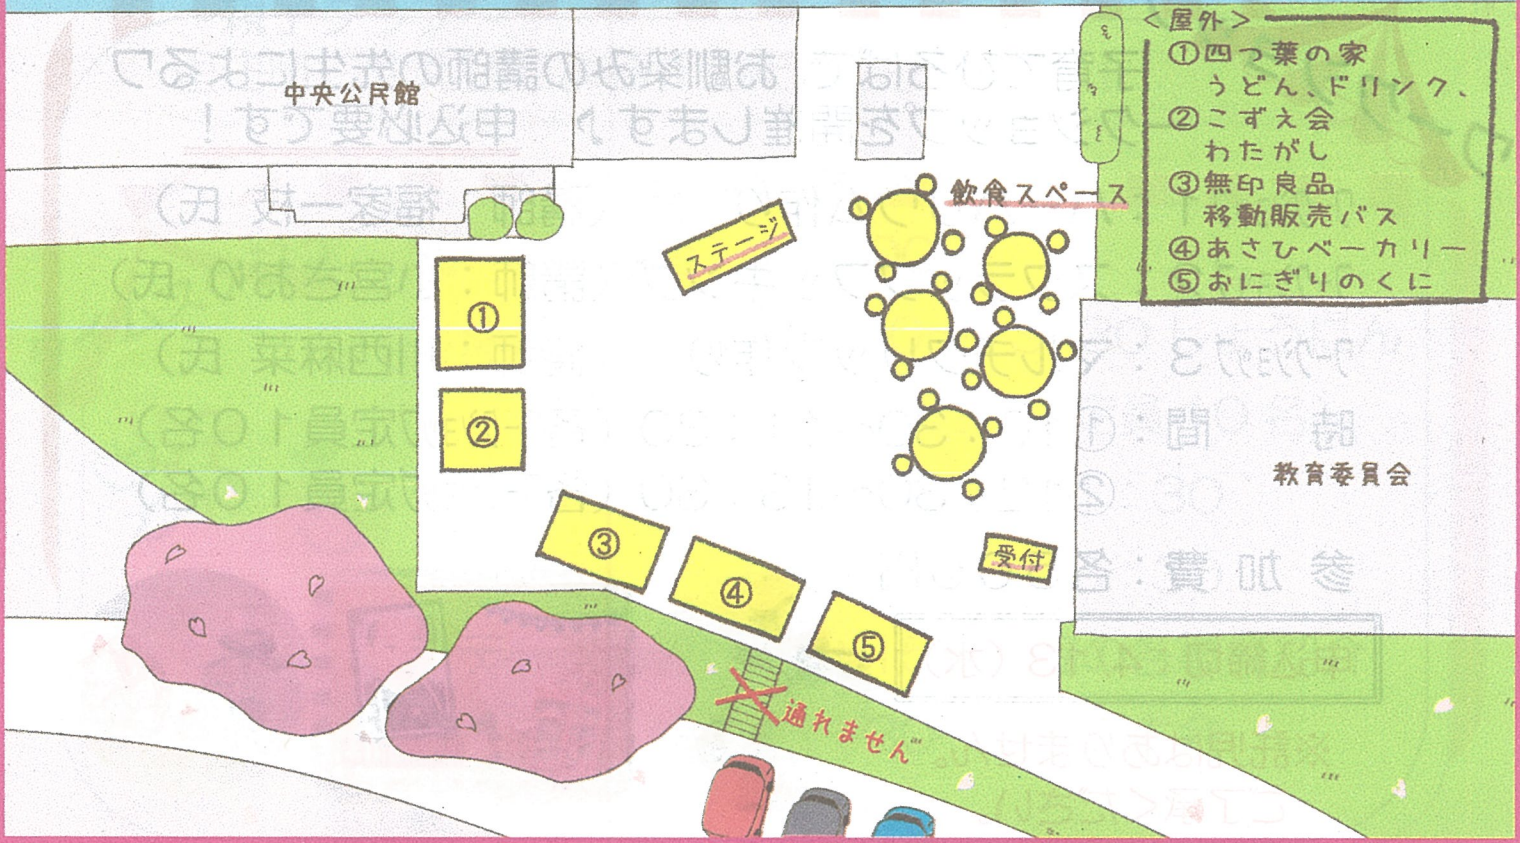 中央公民館
＜屋外＞
①四つ葉の家
うどん、ドリンク、
②こずえ会
わたがし
③無印良品
移動販売バス
④あさひベーカリー
⑤おにぎりのくに
飲食スペース
ステージ
①
②
③
④
⑤
受付
教育委員会
通れません